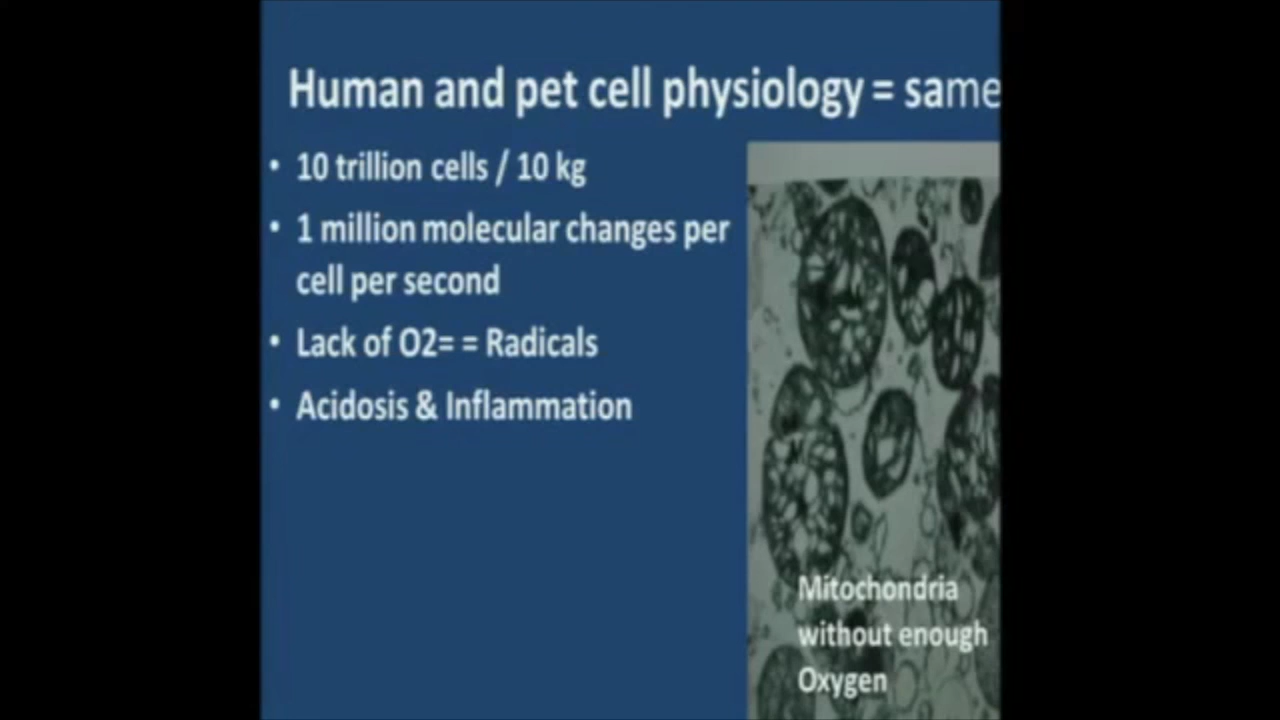 Human and pet cell physiology = same
• 10 trillion cells / 10 kg
• 1 million molecular changes per
cell per second
• Lack of O2= = Radicals
• Acidosis & Inflammation
Mitochondria
without enough
Oxygen